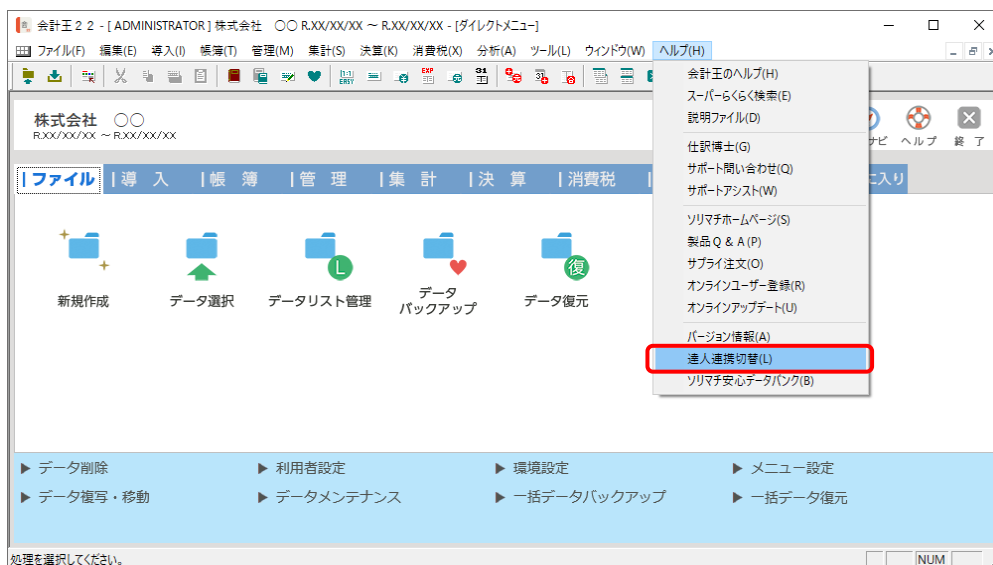 会計王２２ - [ ADMINISTRATOR ] 株式会社　○○ R.XX/XX/XX ～ R.XX/XX/XX - [ダイレクトメニュー]
ファイル(F) 編集(E) 導入(I) 帳簿(T) 管理(M) 集計(S) 決算(K) 消費税(X) 分析(A) ツール(L) ウインドウ(W) ヘルプ(H)
株式会社　○○
R.XX/XX/XX ～ R.XX/XX/XX
ナビ ヘルプ 終 了
|ファイル |導 入 |帳 簿 |管 理 |集 計 |決 算 |消費税 に入り
新規作成
データ選択
データリスト管理
データ
バックアップ
データ復元
会計王のヘルプ(H)
スーパーらくらく検索(E)
説明ファイル(D)
仕訳博士(G)
サポート問い合わせ(Q)
サポートアシスト(W)
ソリマチホームページ(S)
製品Ｑ＆Ａ(P)
サプライ注文(O)
オンラインユーザー登録(R)
オンラインアップデート(U)
バージョン情報(A)
達人連携切替(L)
ソリマチ安心データバンク(B)
▶ データ削除 ▶ 利用者設定 ▶ 環境設定 ▶ メニュー設定
▶ データ複写・移動 ▶ データメンテナンス ▶ 一括データバックアップ ▶ 一括データ復元
処理を選択してください。 NUM